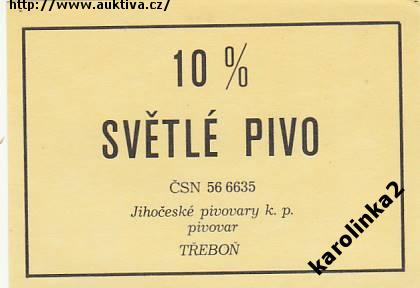 http://www.auktiva.cz/
10 %
SVĚTLÉ PIVO
ČSN 56 6635
Jihočeské pivovary k. p.
pivovar
TŘEBOŇ
karolinka2